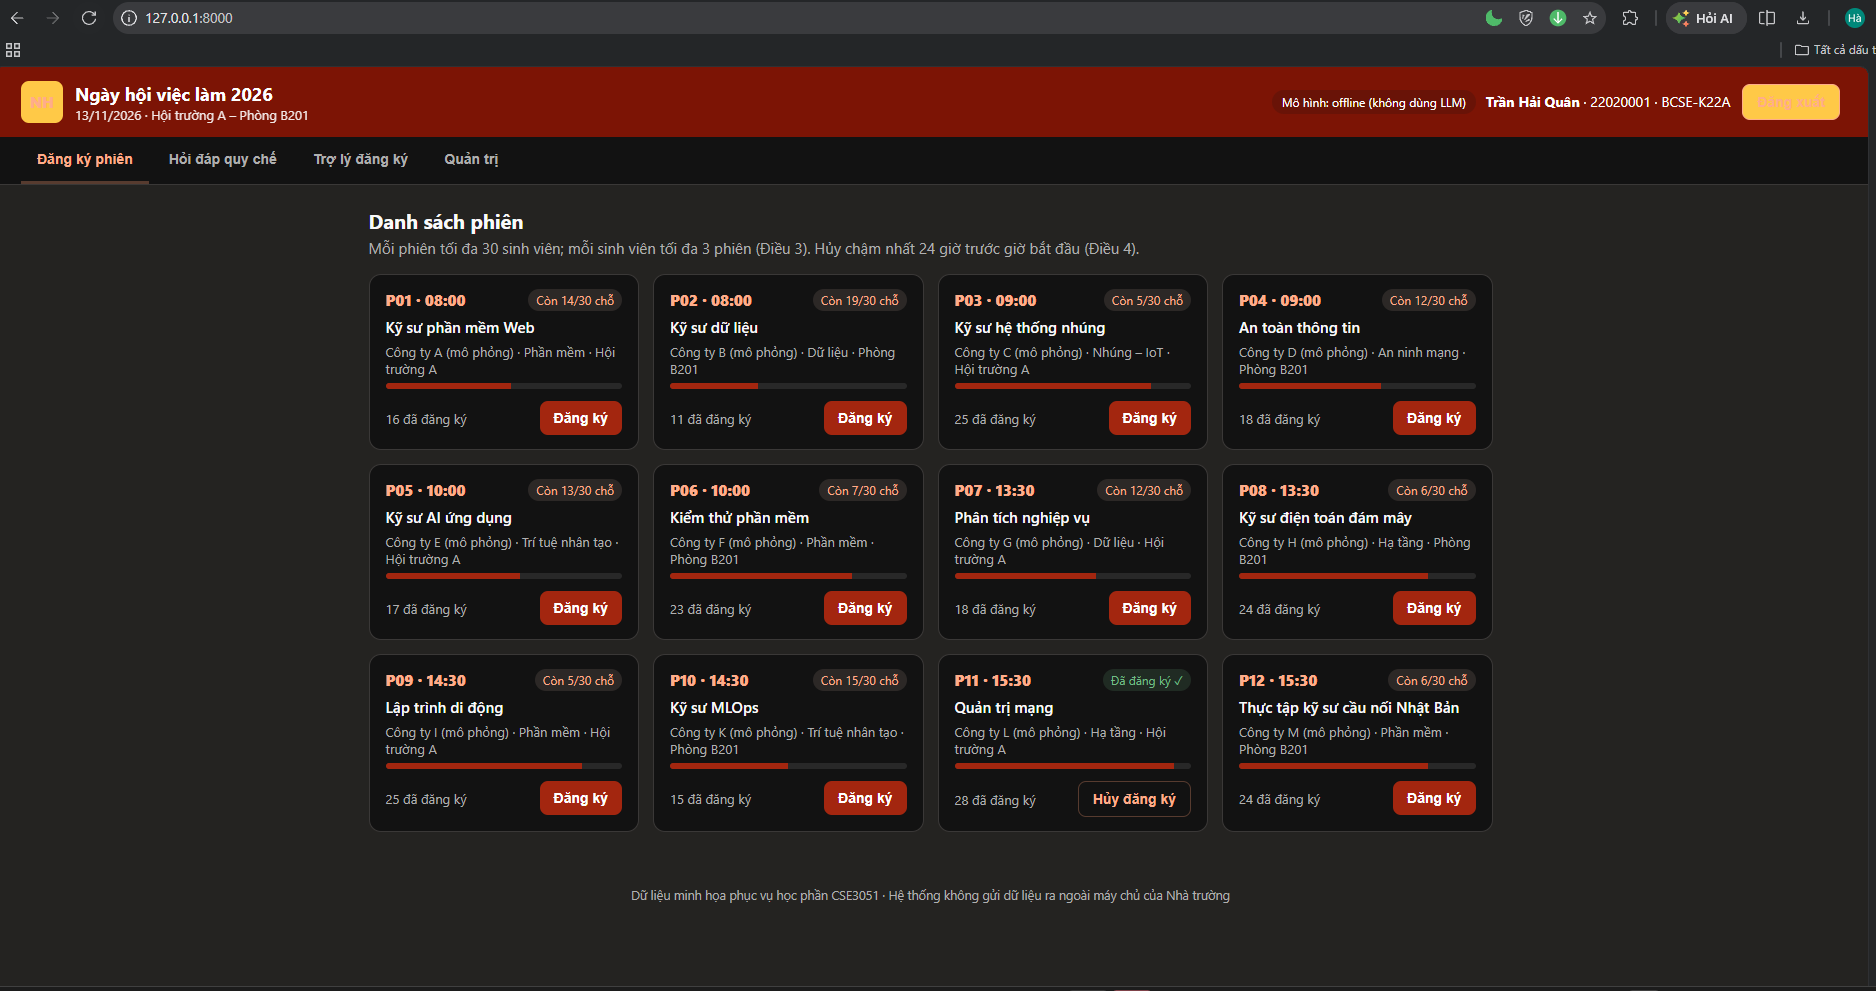 127.0.0.1:8000
Hỏi AI
Hà
Tất cả dấu t
NH
Ngày hội việc làm 2026
13/11/2026 · Hội trường A – Phòng B201
Mô hình: offline (không dùng LLM)
Trần Hải Quân · 22020001 · BCSE-K22A
Đăng xuất
Đăng ký phiên
Hỏi đáp quy chế
Trợ lý đăng ký
Quản trị
Danh sách phiên
Mỗi phiên tối đa 30 sinh viên; mỗi sinh viên tối đa 3 phiên (Điều 3). Hủy chậm nhất 24 giờ trước giờ bắt đầu (Điều 4).
P01 · 08:00
Còn 14/30 chỗ
Kỹ sư phần mềm Web
Công ty A (mô phỏng) · Phần mềm · Hội
trường A
16 đã đăng ký
Đăng ký
P02 · 08:00
Còn 19/30 chỗ
Kỹ sư dữ liệu
Công ty B (mô phỏng) · Dữ liệu · Phòng
B201
11 đã đăng ký
Đăng ký
P03 · 09:00
Còn 5/30 chỗ
Kỹ sư hệ thống nhúng
Công ty C (mô phỏng) · Nhúng – IoT ·
Hội trường A
25 đã đăng ký
Đăng ký
P04 · 09:00
Còn 12/30 chỗ
An toàn thông tin
Công ty D (mô phỏng) · An ninh mạng ·
Phòng B201
18 đã đăng ký
Đăng ký
P05 · 10:00
Còn 13/30 chỗ
Kỹ sư AI ứng dụng
Công ty E (mô phỏng) · Trí tuệ nhân tạo ·
Hội trường A
17 đã đăng ký
Đăng ký
P06 · 10:00
Còn 7/30 chỗ
Kiểm thử phần mềm
Công ty F (mô phỏng) · Phần mềm ·
Phòng B201
23 đã đăng ký
Đăng ký
P07 · 13:30
Còn 12/30 chỗ
Phân tích nghiệp vụ
Công ty G (mô phỏng) · Dữ liệu · Hội
trường A
18 đã đăng ký
Đăng ký
P08 · 13:30
Còn 6/30 chỗ
Kỹ sư điện toán đám mây
Công ty H (mô phỏng) · Hạ tầng · Phòng
B201
24 đã đăng ký
Đăng ký
P09 · 14:30
Còn 5/30 chỗ
Lập trình di động
Công ty I (mô phỏng) · Phần mềm · Hội
trường A
25 đã đăng ký
Đăng ký
P10 · 14:30
Còn 15/30 chỗ
Kỹ sư MLOps
Công ty K (mô phỏng) · Trí tuệ nhân tạo ·
Phòng B201
15 đã đăng ký
Đăng ký
P11 · 15:30
Đã đăng ký ✓
Quản trị mạng
Công ty L (mô phỏng) · Hạ tầng · Hội
trường A
28 đã đăng ký
Hủy đăng ký
P12 · 15:30
Còn 6/30 chỗ
Thực tập kỹ sư cầu nối Nhật Bản
Công ty M (mô phỏng) · Phần mềm ·
Phòng B201
24 đã đăng ký
Đăng ký
Dữ liệu minh họa phục vụ học phần CSE3051 · Hệ thống không gửi dữ liệu ra ngoài máy chủ của Nhà trường